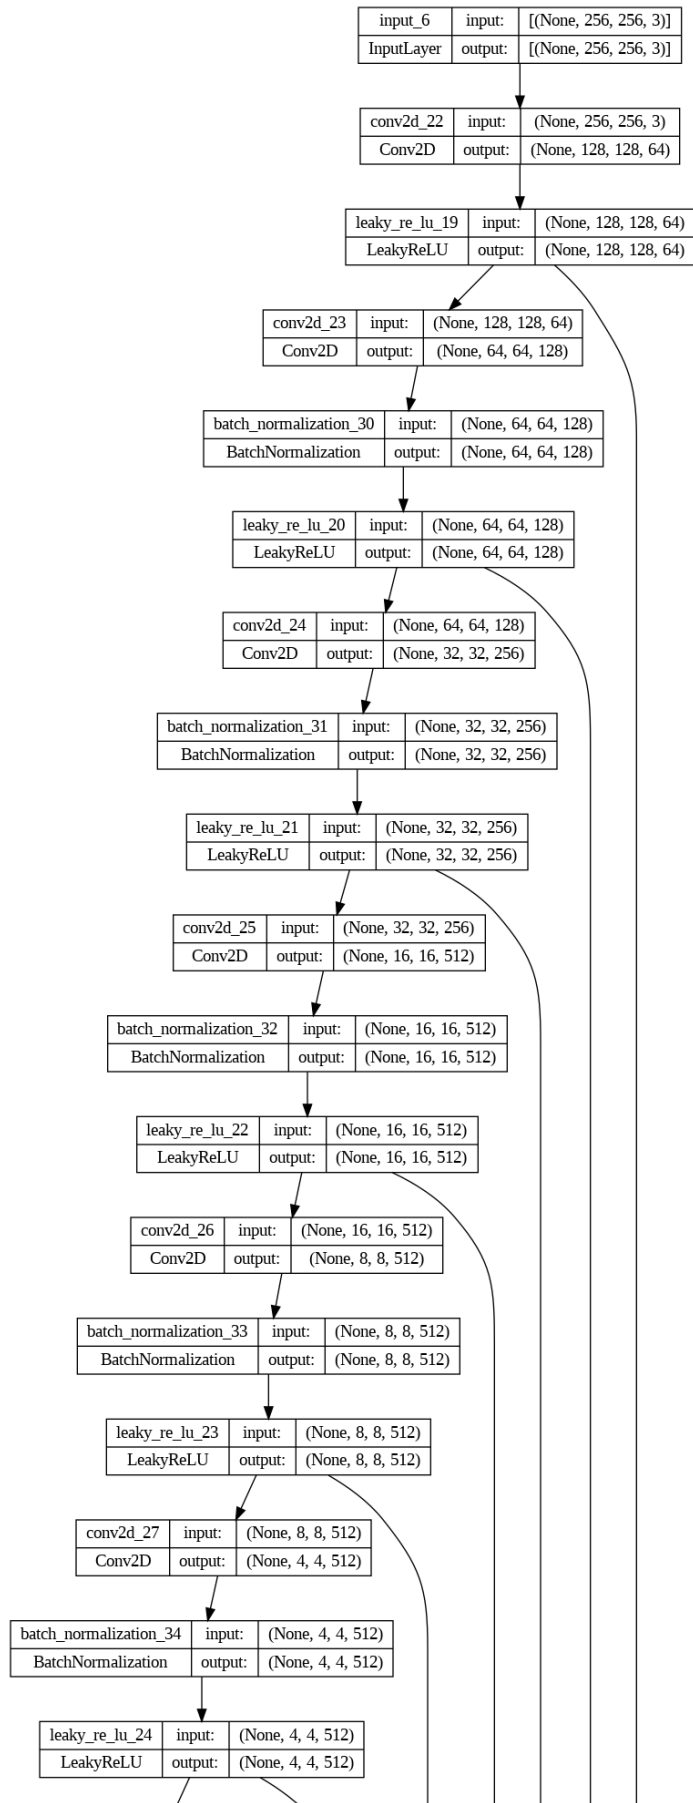 input_6 input: [(None, 256, 256, 3)]
InputLayer output: [(None, 256, 256, 3)]
conv2d_22 input: (None, 256, 256, 3)
Conv2D output: (None, 128, 128, 64)
leaky_re_lu_19 input: (None, 128, 128, 64)
LeakyReLU output: (None, 128, 128, 64)
conv2d_23 input: (None, 128, 128, 64)
Conv2D output: (None, 64, 64, 128)
batch_normalization_30 input: (None, 64, 64, 128)
BatchNormalization output: (None, 64, 64, 128)
leaky_re_lu_20 input: (None, 64, 64, 128)
LeakyReLU output: (None, 64, 64, 128)
conv2d_24 input: (None, 64, 64, 128)
Conv2D output: (None, 32, 32, 256)
batch_normalization_31 input: (None, 32, 32, 256)
BatchNormalization output: (None, 32, 32, 256)
leaky_re_lu_21 input: (None, 32, 32, 256)
LeakyReLU output: (None, 32, 32, 256)
conv2d_25 input: (None, 32, 32, 256)
Conv2D output: (None, 16, 16, 512)
batch_normalization_32 input: (None, 16, 16, 512)
BatchNormalization output: (None, 16, 16, 512)
leaky_re_lu_22 input: (None, 16, 16, 512)
LeakyReLU output: (None, 16, 16, 512)
conv2d_26 input: (None, 16, 16, 512)
Conv2D output: (None, 8, 8, 512)
batch_normalization_33 input: (None, 8, 8, 512)
BatchNormalization output: (None, 8, 8, 512)
leaky_re_lu_23 input: (None, 8, 8, 512)
LeakyReLU output: (None, 8, 8, 512)
conv2d_27 input: (None, 8, 8, 512)
Conv2D output: (None, 4, 4, 512)
batch_normalization_34 input: (None, 4, 4, 512)
BatchNormalization output: (None, 4, 4, 512)
leaky_re_lu_24 input: (None, 4, 4, 512)
LeakyReLU output: (None, 4, 4, 512)